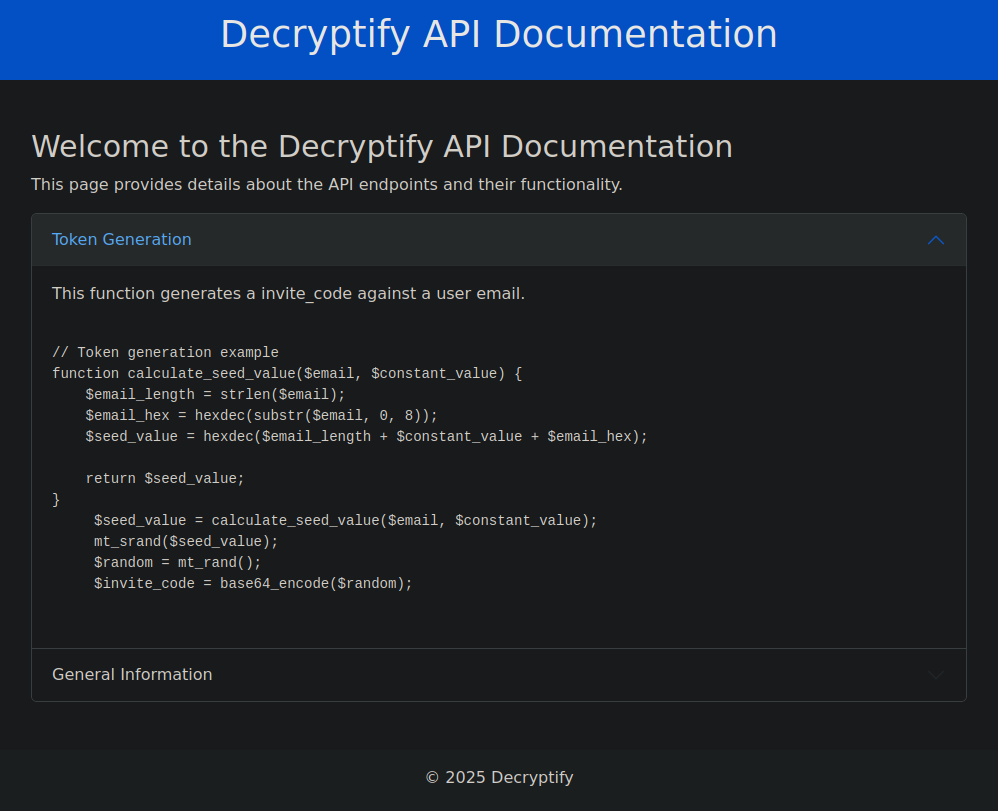 Decryptify API Documentation
Welcome to the Decryptify API Documentation
This page provides details about the API endpoints and their functionality.
Token Generation
This function generates a invite_code against a user email.
// Token generation example
function calculate_seed_value($email, $constant_value) {
    $email_length = strlen($email);
    $email_hex = hexdec(substr($email, 0, 8));
    $seed_value = hexdec($email_length + $constant_value + $email_hex);
    return $seed_value;
}
     $seed_value = calculate_seed_value($email, $constant_value);
     mt_srand($seed_value);
     $random = mt_rand();
     $invite_code = base64_encode($random);
General Information
© 2025 Decryptify